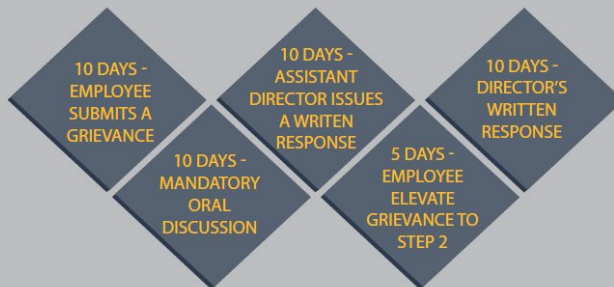 10 DAYS -
EMPLOYEE
SUBMITS A
GRIEVANCE
10 DAYS -
MANDATORY
ORAL
DISCUSSION
10 DAYS -
ASSISTANT
DIRECTOR ISSUES
A WRITEN
RESPONSE
5 DAYS -
EMPLOYEE
ELEVATE
GRIEVANCE TO
STEP 2
10 DAYS -
DIRECTOR'S
WRITTEN
RESPONSE